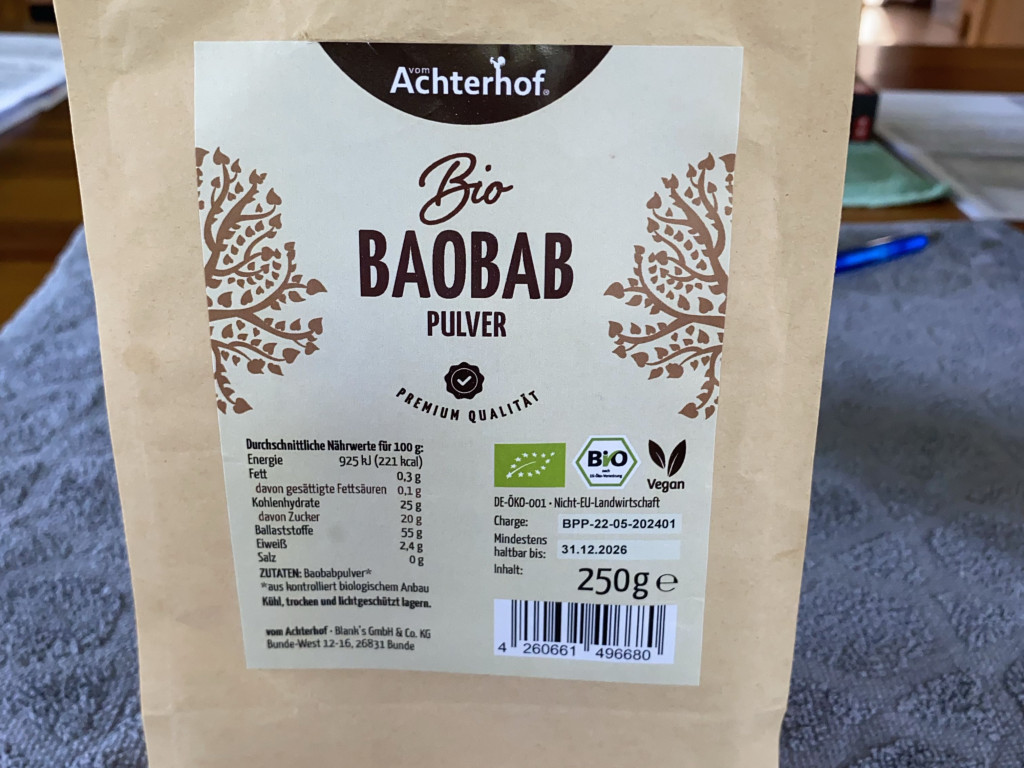 vom
Achterhof®
Bio
BAOBAB
PULVER
PREMIUM QUALITÄT
Durchschnittliche Nährwerte für 100 g:
Energie 925 kJ (221 kcal)
Fett 0,3 g
davon gesättigte Fettsäuren 0,1 g
Kohlenhydrate 25 g
davon Zucker 20 g
Ballaststoffe 55 g
Eiweiß 2,4 g
Salz 0 g
ZUTATEN: Baobabpulver*
*aus kontrolliert biologischem Anbau
Kühl, trocken und lichtgeschützt lagern.
vom Achterhof · Blank's GmbH & Co. KG
Bunde-West 12-16, 26831 Bunde
BIO
nach
EG-Öko-Verordnung
Vegan
DE-ÖKO-001 · Nicht-EU-Landwirtschaft
Charge: BPP-22-05-202401
Mindestens
haltbar bis: 31.12.2026
Inhalt: 250g e
4 260661 496680